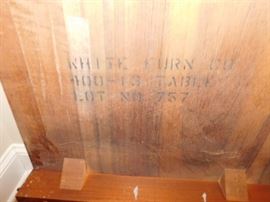 WHITE FURN CO
400-13 TABLE
LOT NO 757